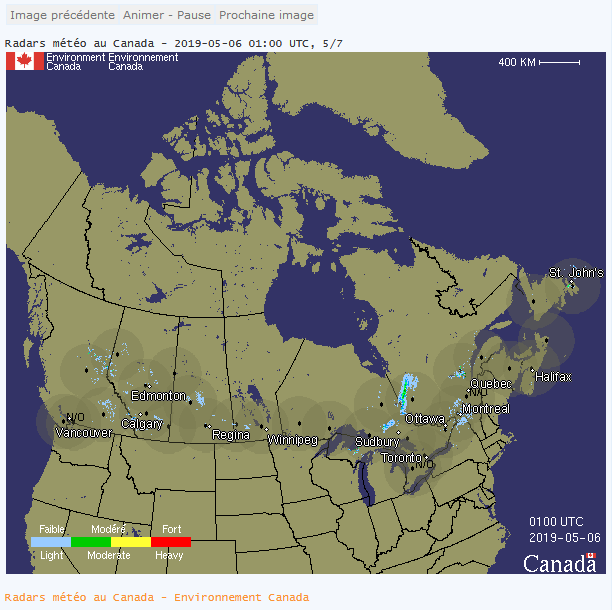 Image précédente Animer - Pause Prochaine image
Radars météo au Canada - 2019-05-06 01:00 UTC, 5/7
Environment Environnement
Canada Canada
400 KM
St. John's
Halifax
Quebec
N/O
Montreal
Ottawa
Sudbury
Toronto
N/O
Edmonton
N/O
Vancouver
Calgary
Regina
Winnipeg
Faible Modéré Fort
Light Moderate Heavy
0100 UTC
2019-05-06
Canada
Radars météo au Canada - Environnement Canada